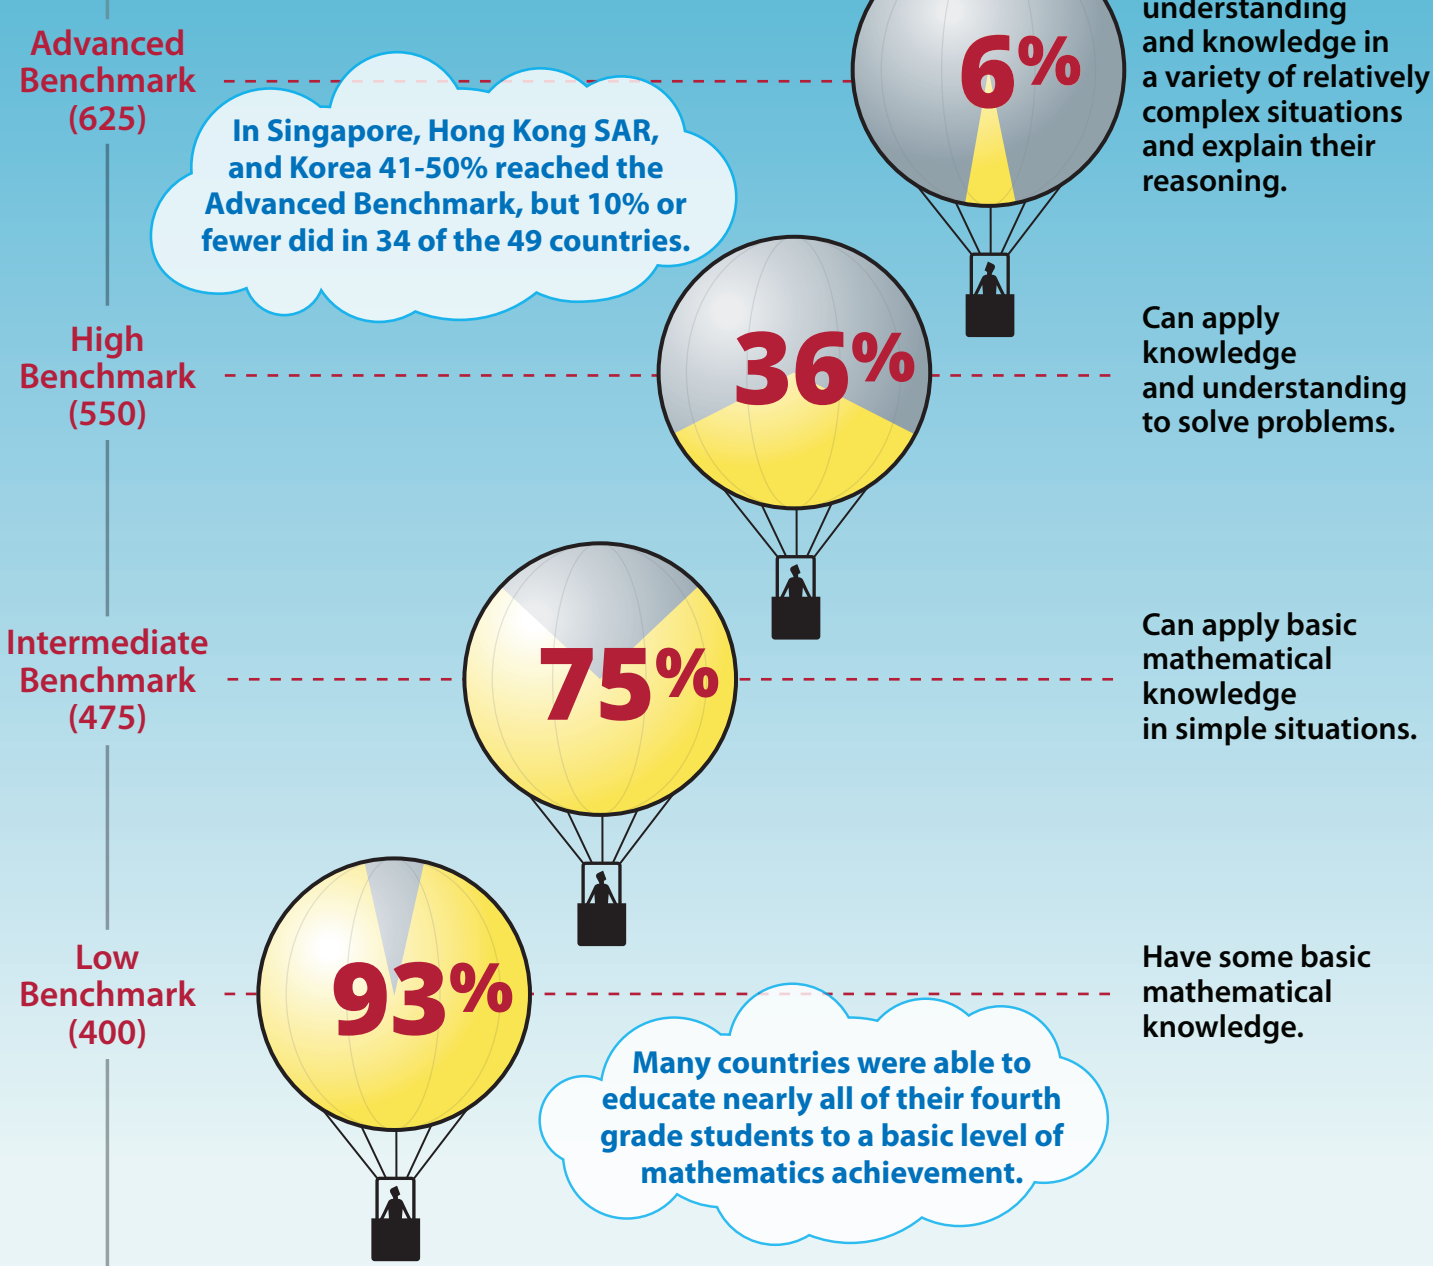 understanding
and knowledge in
a variety of relatively
complex situations
and explain their
reasoning.
Advanced
Benchmark
(625)
6%
In Singapore, Hong Kong SAR,
and Korea 41-50% reached the
Advanced Benchmark, but 10% or
fewer did in 34 of the 49 countries.
High
Benchmark
(550)
36%
Can apply
knowledge
and understanding
to solve problems.
Intermediate
Benchmark
(475)
75%
Can apply basic
mathematical
knowledge
in simple situations.
Low
Benchmark
(400)
93%
Have some basic
mathematical
knowledge.
Many countries were able to
educate nearly all of their fourth
grade students to a basic level of
mathematics achievement.